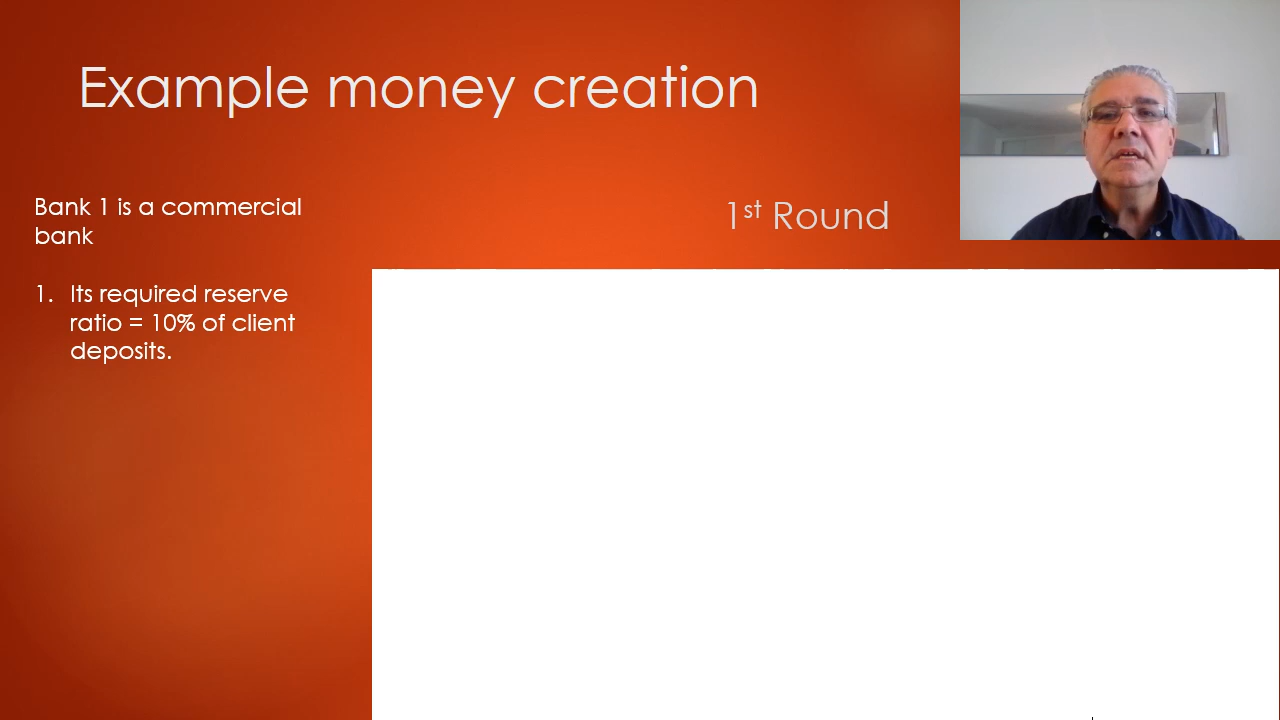 Example money creation
Bank 1 is a commercial
bank
1st Round
1. Its required reserve
ratio = 10% of client
deposits.